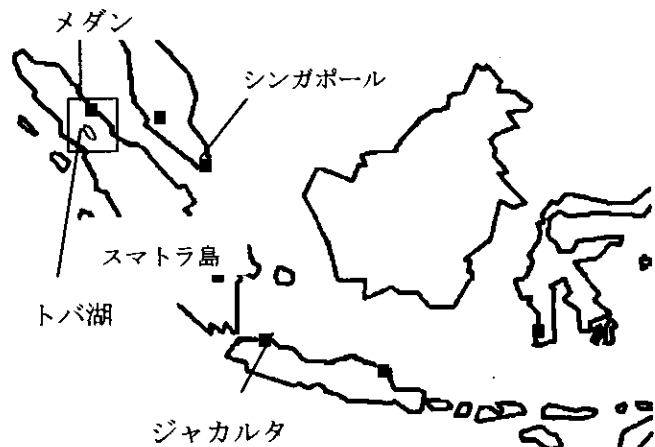 メダン
シンガポール
スマトラ島
トバ湖
ジャカルタ